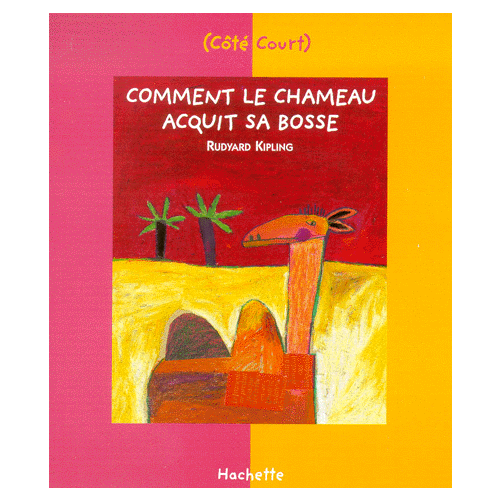 (Côté Court)
COMMENT LE CHAMEAU
ACQUIT SA BOSSE
RUDYARD KIPLING
Hachette